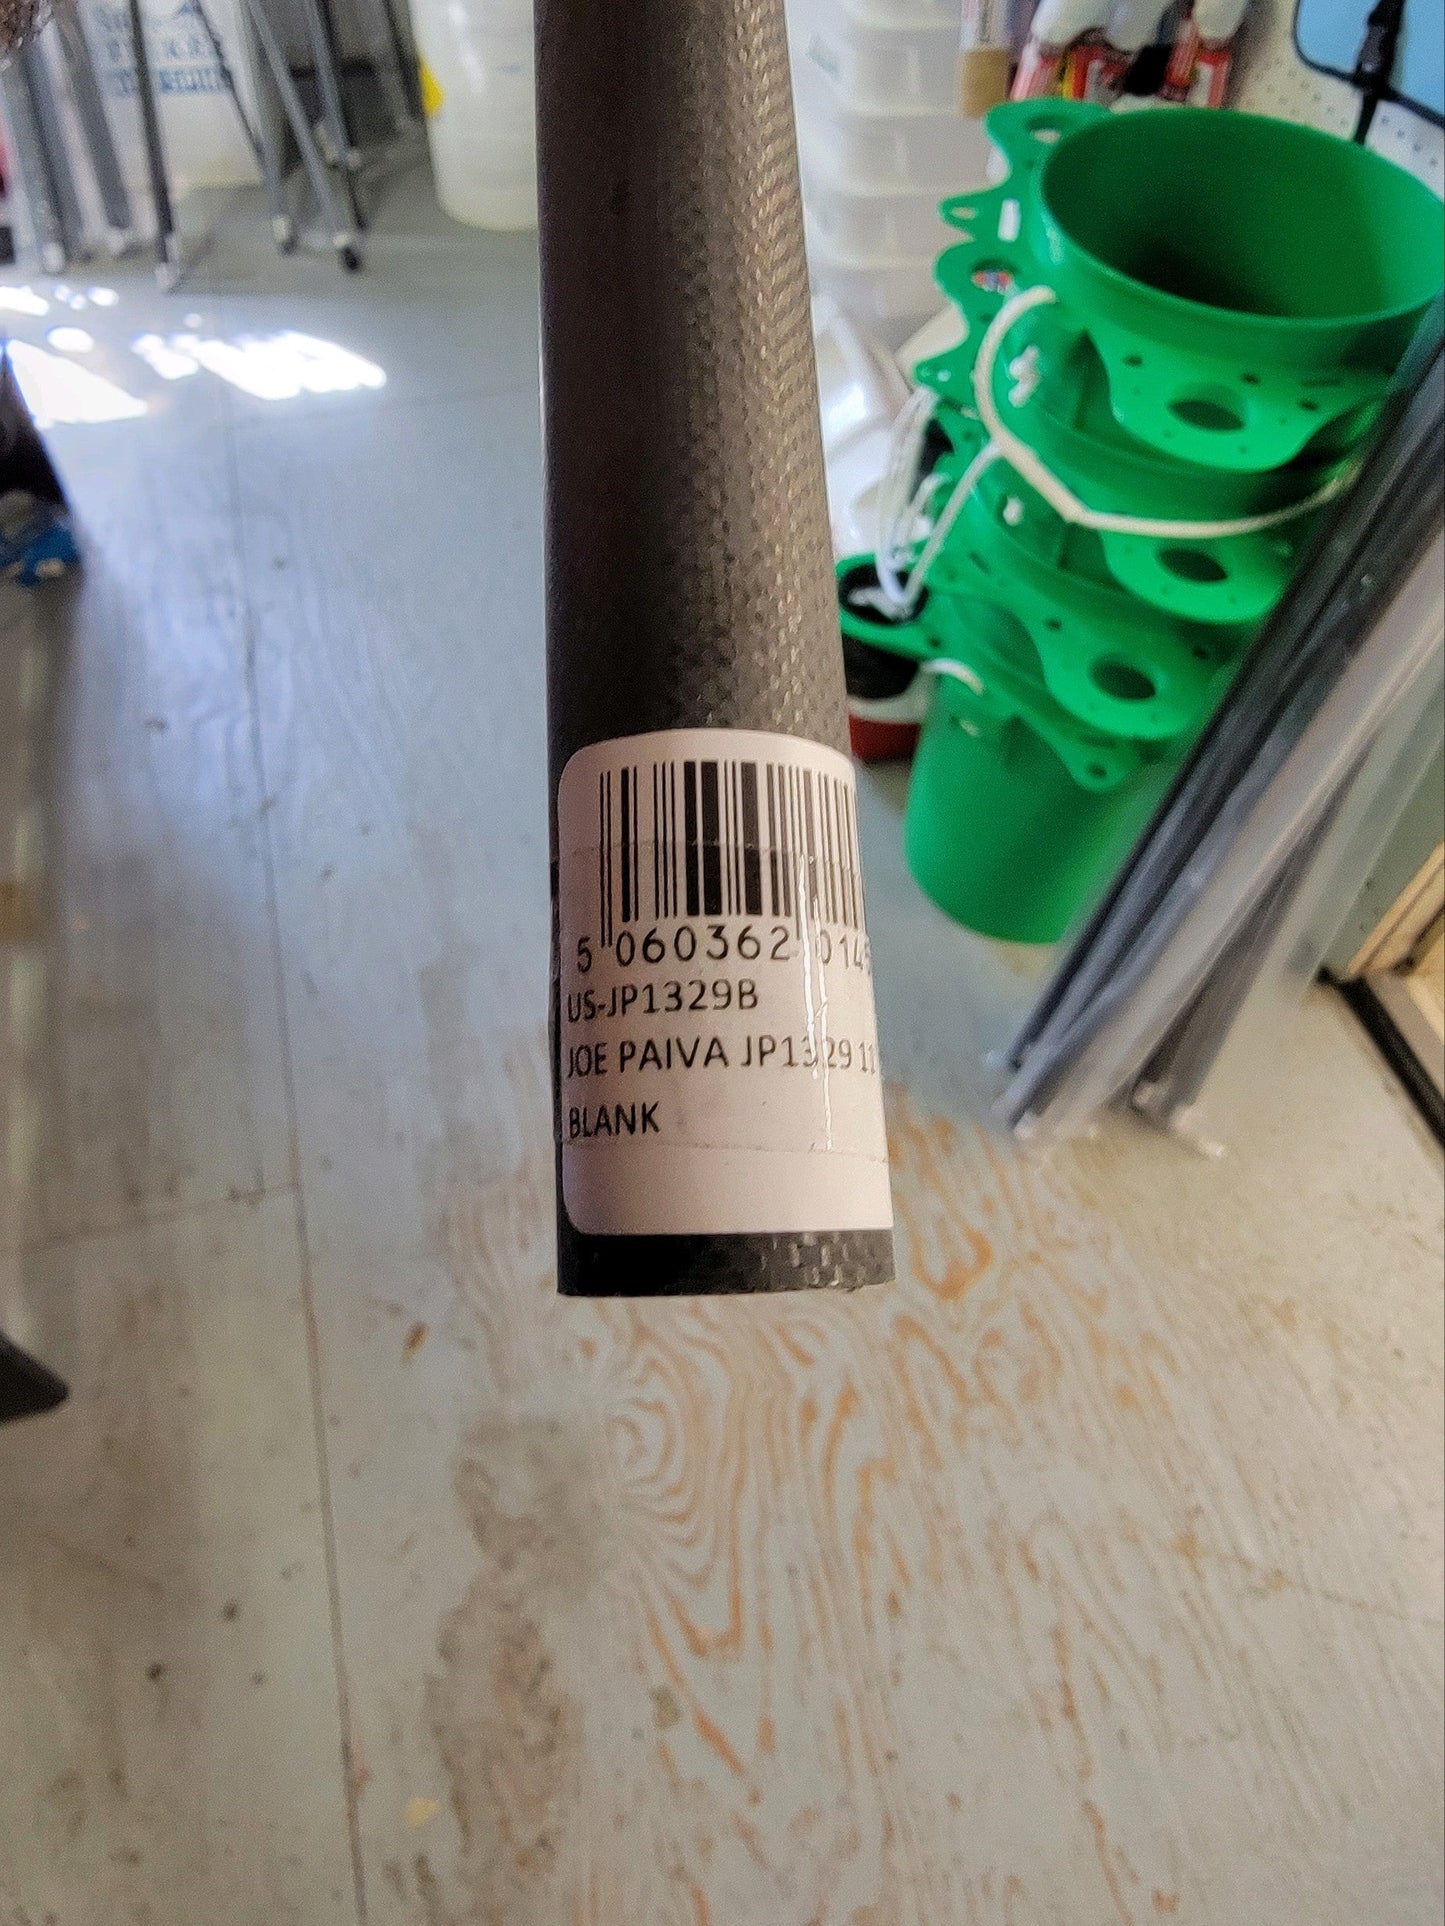 5 060362 014
US-JP1329B
JOE PAIVA JP1329 11
BLANK